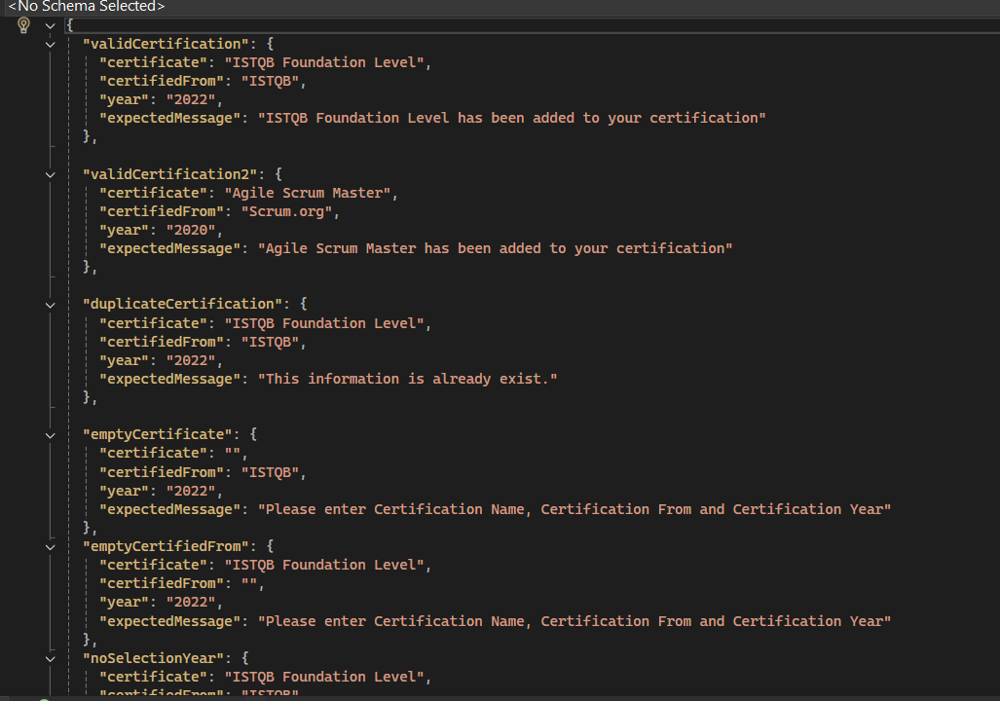 <No Schema Selected>
{
"validCertification": {
"certificate": "ISTQB Foundation Level",
"certifiedFrom": "ISTQB",
"year": "2022",
"expectedMessage": "ISTQB Foundation Level has been added to your certification"
},
"validCertification2": {
"certificate": "Agile Scrum Master",
"certifiedFrom": "Scrum.org",
"year": "2020",
"expectedMessage": "Agile Scrum Master has been added to your certification"
},
"duplicateCertification": {
"certificate": "ISTQB Foundation Level",
"certifiedFrom": "ISTQB",
"year": "2022",
"expectedMessage": "This information is already exist."
},
"emptyCertificate": {
"certificate": "",
"certifiedFrom": "ISTQB",
"year": "2022",
"expectedMessage": "Please enter Certification Name, Certification From and Certification Year"
},
"emptyCertifiedFrom": {
"certificate": "ISTQB Foundation Level",
"certifiedFrom": "",
"year": "2022",
"expectedMessage": "Please enter Certification Name, Certification From and Certification Year"
},
"noSelectionYear": {
"certificate": "ISTQB Foundation Level",
"certifiedFrom": "ISTQB"